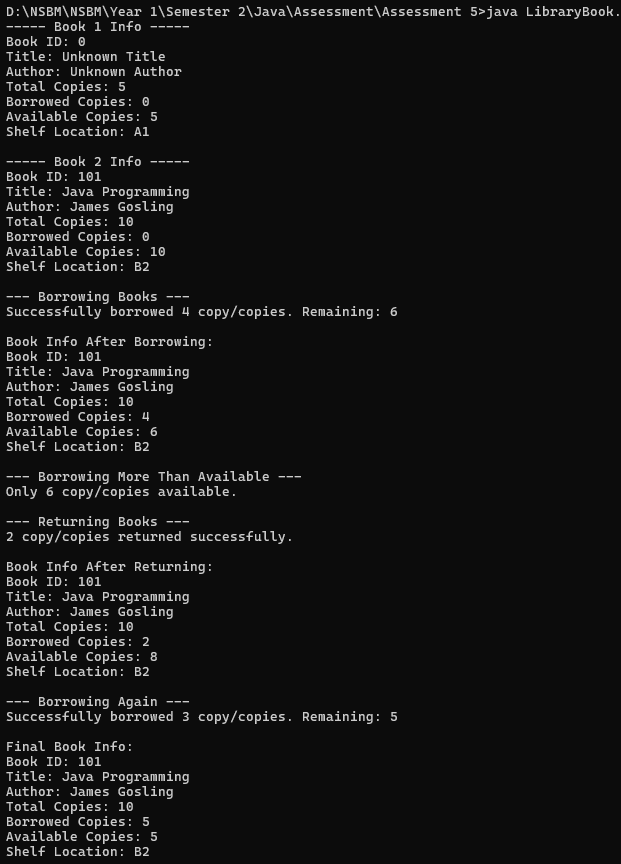 D:\NSBM\NSBM\Year 1\Semester 2\Java\Assessment\Assessment 5>java LibraryBook.
----- Book 1 Info -----
Book ID: 0
Title: Unknown Title
Author: Unknown Author
Total Copies: 5
Borrowed Copies: 0
Available Copies: 5
Shelf Location: A1
----- Book 2 Info -----
Book ID: 101
Title: Java Programming
Author: James Gosling
Total Copies: 10
Borrowed Copies: 0
Available Copies: 10
Shelf Location: B2
--- Borrowing Books ---
Successfully borrowed 4 copy/copies. Remaining: 6
Book Info After Borrowing:
Book ID: 101
Title: Java Programming
Author: James Gosling
Total Copies: 10
Borrowed Copies: 4
Available Copies: 6
Shelf Location: B2
--- Borrowing More Than Available ---
Only 6 copy/copies available.
--- Returning Books ---
2 copy/copies returned successfully.
Book Info After Returning:
Book ID: 101
Title: Java Programming
Author: James Gosling
Total Copies: 10
Borrowed Copies: 2
Available Copies: 8
Shelf Location: B2
--- Borrowing Again ---
Successfully borrowed 3 copy/copies. Remaining: 5
Final Book Info:
Book ID: 101
Title: Java Programming
Author: James Gosling
Total Copies: 10
Borrowed Copies: 5
Available Copies: 5
Shelf Location: B2